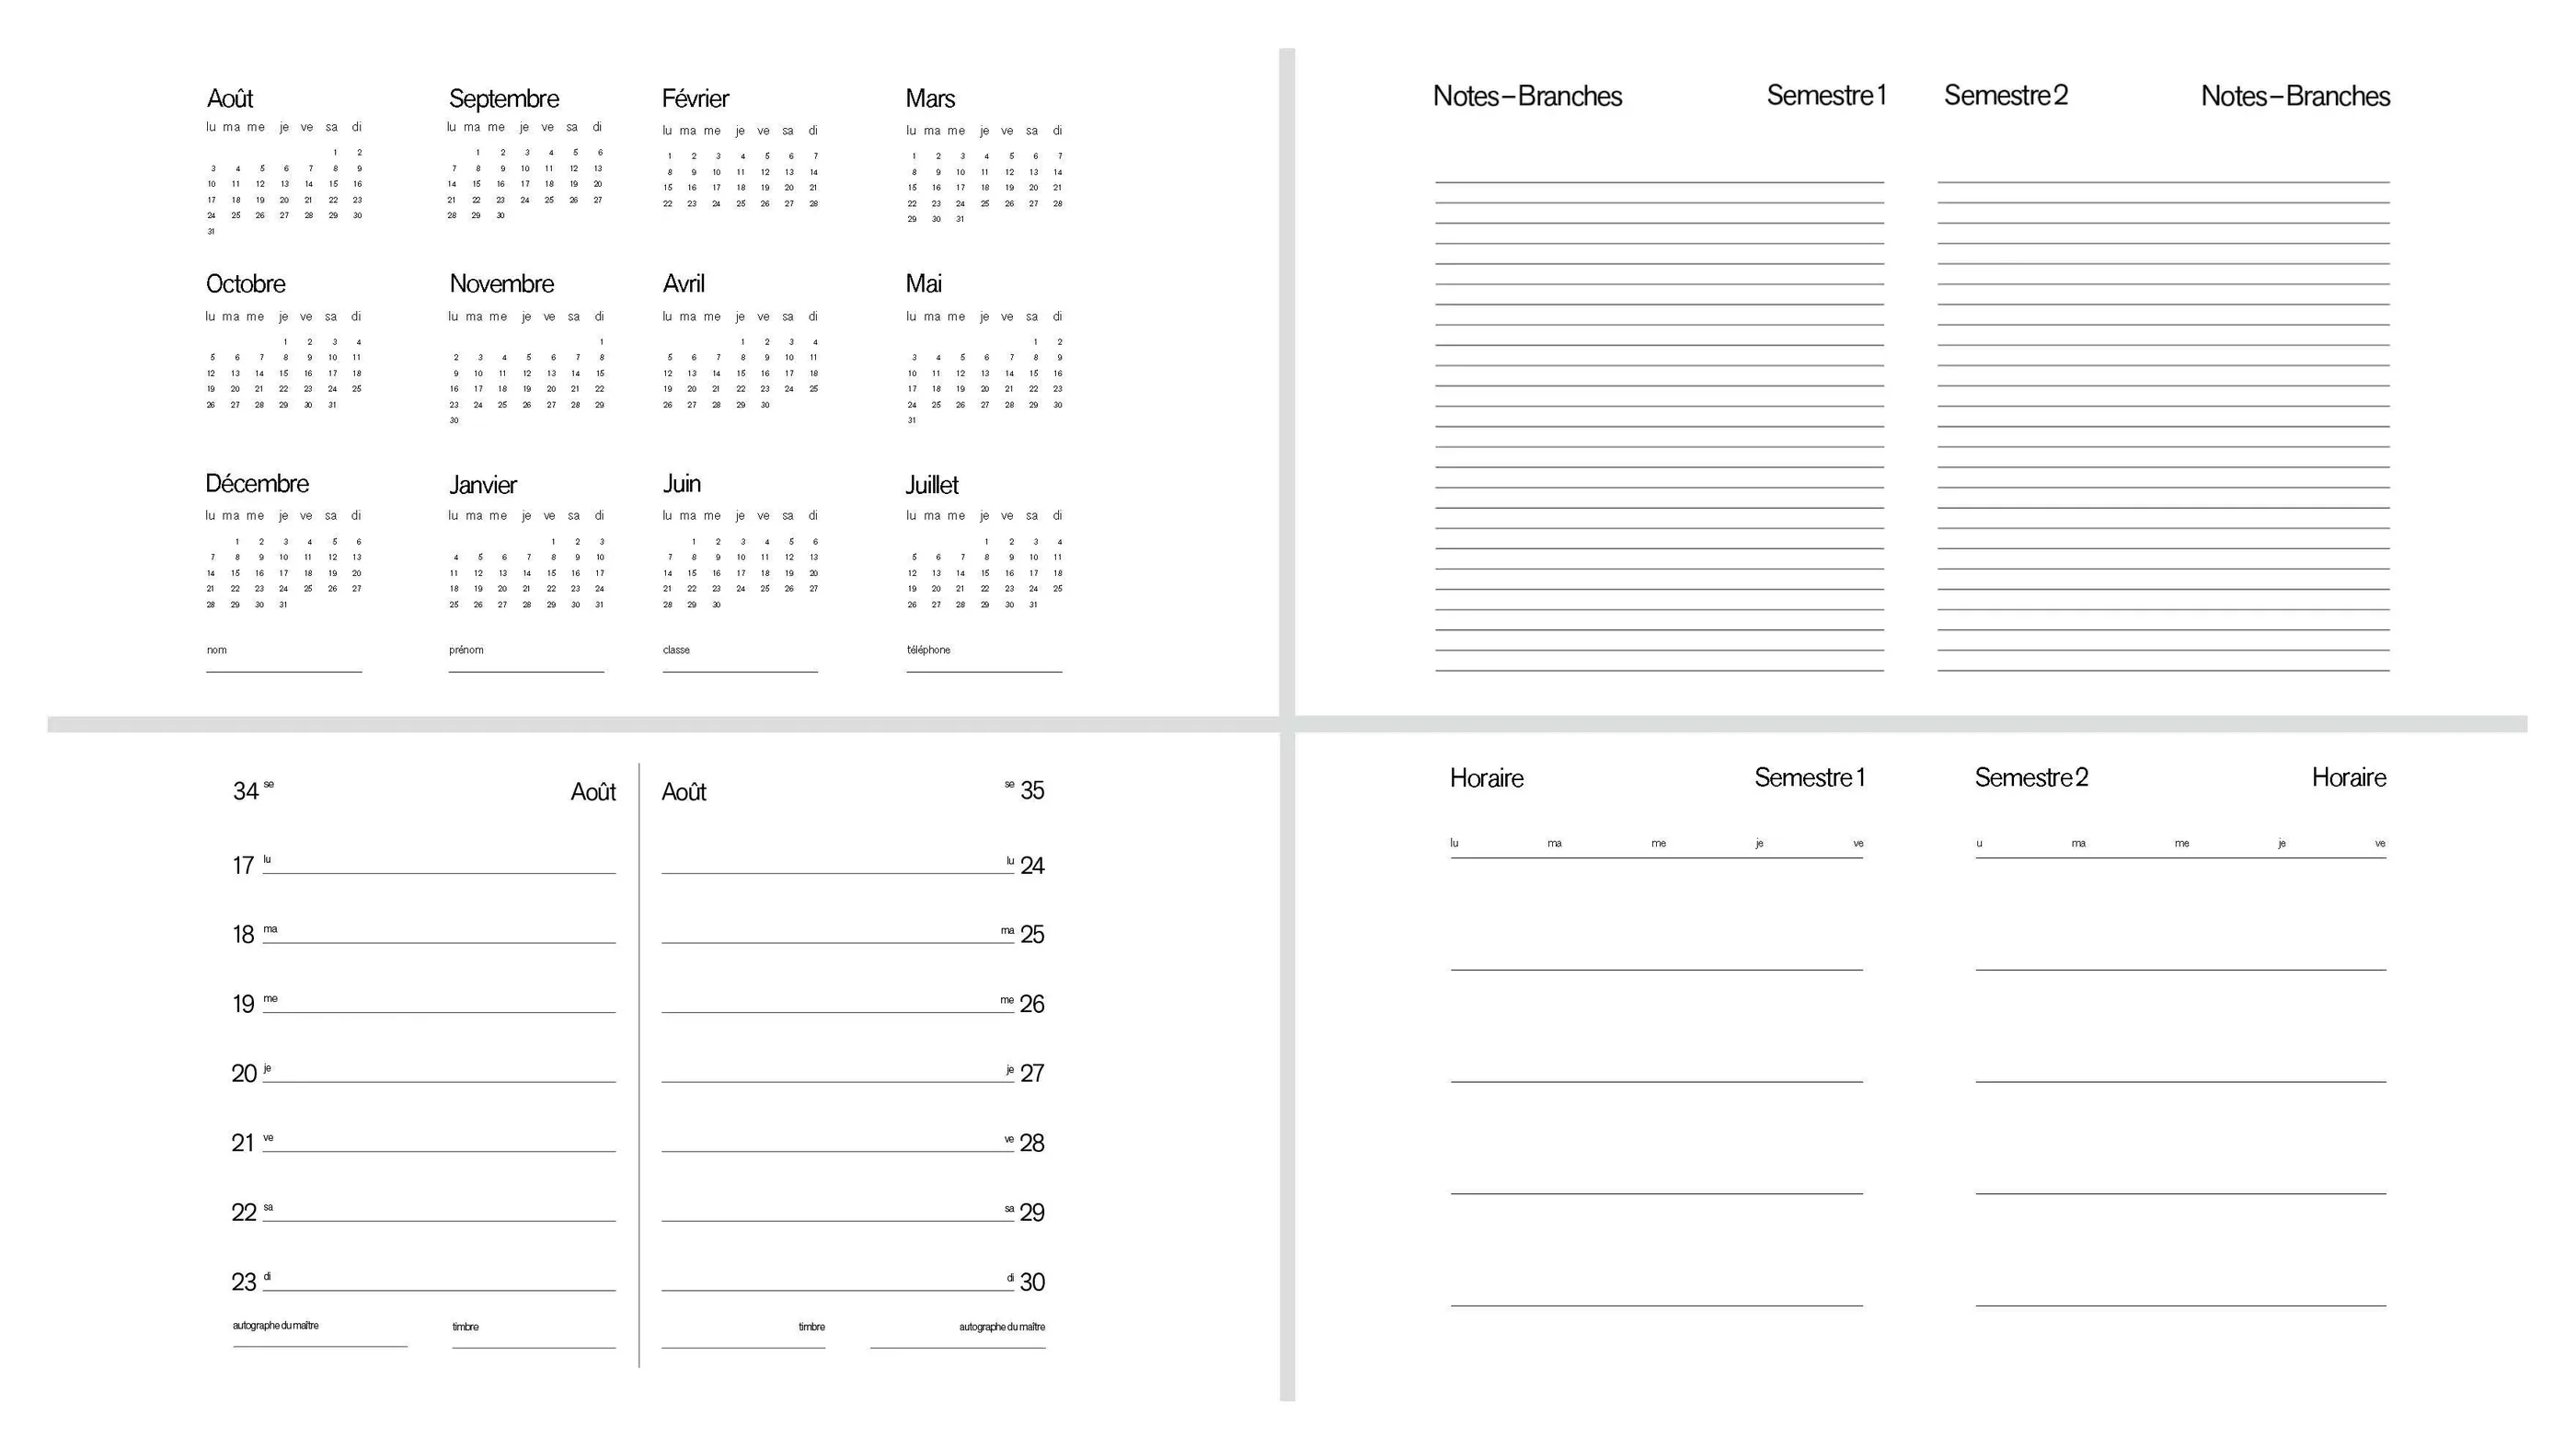 Août
lu ma me je ve sa di
1 2
3 4 5 6 7 8 9
10 11 12 13 14 15 16
17 18 19 20 21 22 23
24 25 26 27 28 29 30
31
Septembre
lu ma me je ve sa di
1 2 3 4 5 6
7 8 9 10 11 12 13
14 15 16 17 18 19 20
21 22 23 24 25 26 27
28 29 30
Février
lu ma me je ve sa di
1 2 3 4 5 6 7
8 9 10 11 12 13 14
15 16 17 18 19 20 21
22 23 24 25 26 27 28
Mars
lu ma me je ve sa di
1 2 3 4 5 6 7
8 9 10 11 12 13 14
15 16 17 18 19 20 21
22 23 24 25 26 27 28
29 30 31
Octobre
lu ma me je ve sa di
1 2 3 4
5 6 7 8 9 10 11
12 13 14 15 16 17 18
19 20 21 22 23 24 25
26 27 28 29 30 31
Novembre
lu ma me je ve sa di
1
2 3 4 5 6 7 8
9 10 11 12 13 14 15
16 17 18 19 20 21 22
23 24 25 26 27 28 29
30
Avril
lu ma me je ve sa di
1 2 3 4
5 6 7 8 9 10 11
12 13 14 15 16 17 18
19 20 21 22 23 24 25
26 27 28 29 30
Mai
lu ma me je ve sa di
1 2
3 4 5 6 7 8 9
10 11 12 13 14 15 16
17 18 19 20 21 22 23
24 25 26 27 28 29 30
31
Décembre
lu ma me je ve sa di
1 2 3 4 5 6
7 8 9 10 11 12 13
14 15 16 17 18 19 20
21 22 23 24 25 26 27
28 29 30 31
Janvier
lu ma me je ve sa di
1 2 3
4 5 6 7 8 9 10
11 12 13 14 15 16 17
18 19 20 21 22 23 24
25 26 27 28 29 30 31
Juin
lu ma me je ve sa di
1 2 3 4 5 6
7 8 9 10 11 12 13
14 15 16 17 18 19 20
21 22 23 24 25 26 27
28 29 30
Juillet
lu ma me je ve sa di
1 2 3 4
5 6 7 8 9 10 11
12 13 14 15 16 17 18
19 20 21 22 23 24 25
26 27 28 29 30 31
nom prénom classe téléphone
Notes–Branches Semestre 1
Semestre 2 Notes–Branches
34 se Août
17 lu
18 ma
19 me
20 je
21 ve
22 sa
23 di
autographe du maître timbre
Août se 35
lu 24
ma 25
me 26
je 27
ve 28
sa 29
di 30
timbre autographe du maître
Horaire Semestre 1
lu ma me je ve
Semestre 2 Horaire
u ma me je ve